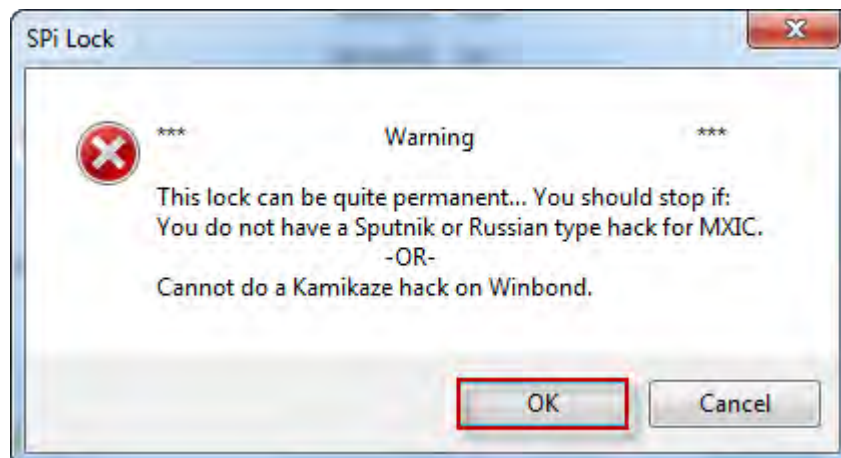 SPi Lock
*** Warning ***
This lock can be quite permanent... You should stop if:
You do not have a Sputnik or Russian type hack for MXIC.
-OR-
Cannot do a Kamikaze hack on Winbond.
OK Cancel